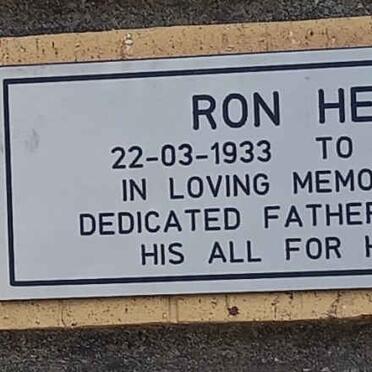 RON HE
22-03-1933 TO
IN LOVING MEMO
DEDICATED FATHER
HIS ALL FOR H